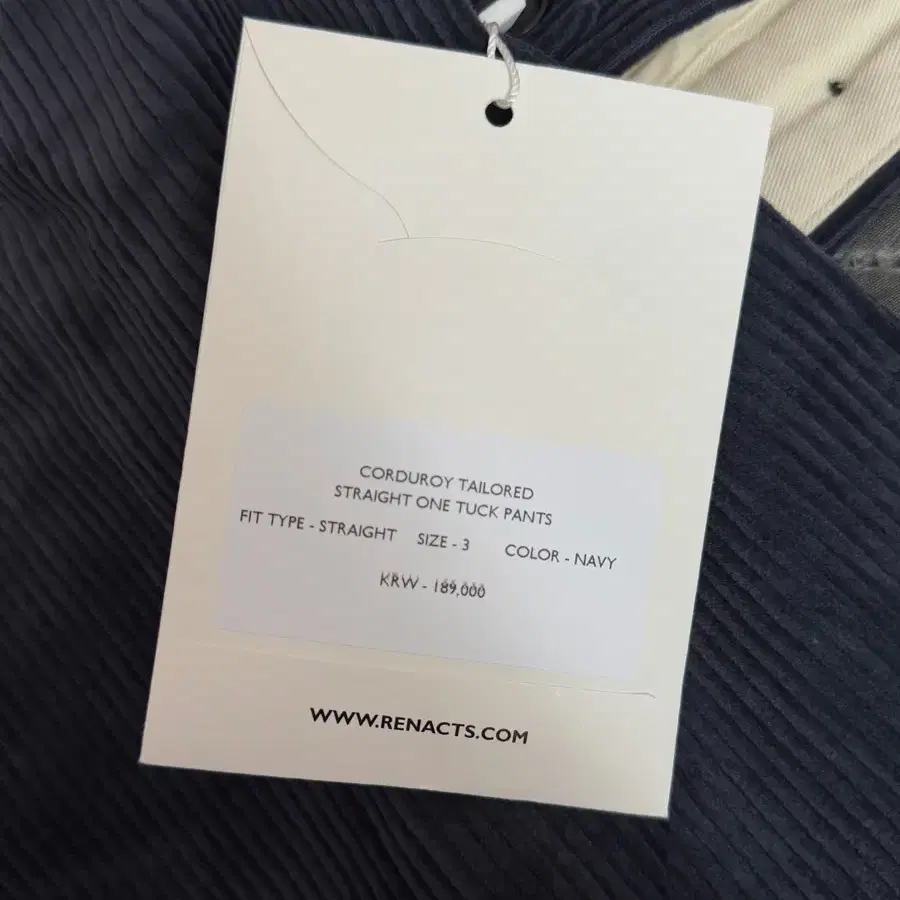 CORDUROY TAILORED
STRAIGHT ONE TUCK PANTS
FIT TYPE - STRAIGHT SIZE - 3 COLOR - NAVY
KRW - 189,000
WWW.RENACTS.COM